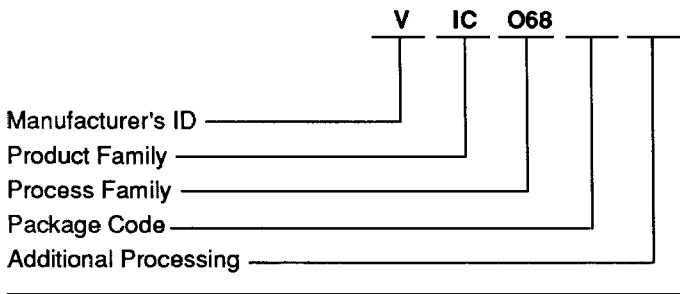 V IC O68
Manufacturer's ID
Product Family
Process Family
Package Code
Additional Processing